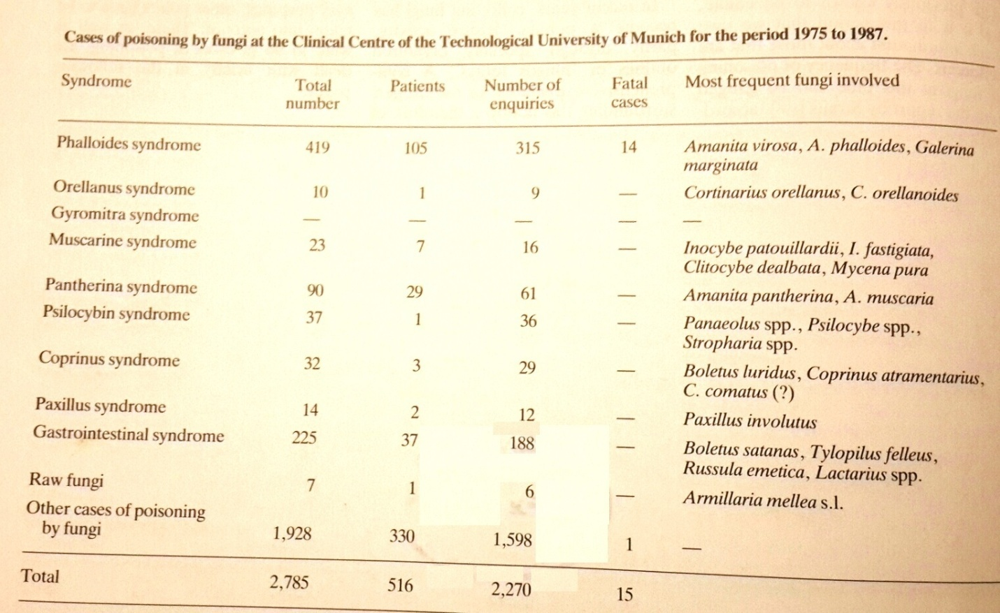 Cases of poisoning by fungi at the Clinical Centre of the Technological University of Munich for the period 1975 to 1987.
Syndrome Total number Patients Number of enquiries Fatal cases Most frequent fungi involved
Phalloides syndrome 419 105 315 14 Amanita virosa, A. phalloides, Galerina
marginata
Orellanus syndrome 10 1 9 — Cortinarius orellanus, C. orellanoides
Gyromitra syndrome — — — — —
Muscarine syndrome 23 7 16 — Inocybe patouillardii, I. fastigiata,
Clitocybe dealbata, Mycena pura
Pantherina syndrome 90 29 61 — Amanita pantherina, A. muscaria
Psilocybin syndrome 37 1 36 — Panaeolus spp., Psilocybe spp.,
Stropharia spp.
Coprinus syndrome 32 3 29 — Boletus luridus, Coprinus atramentarius,
C. comatus (?)
Paxillus syndrome 14 2 12 — Paxillus involutus
Gastrointestinal syndrome 225 37 188 — Boletus satanas, Tylopilus felleus,
Russula emetica, Lactarius spp.
Raw fungi 7 1 6 — Armillaria mellea s.l.
Other cases of poisoning
by fungi 1,928 330 1,598 1 —
Total 2,785 516 2,270 15